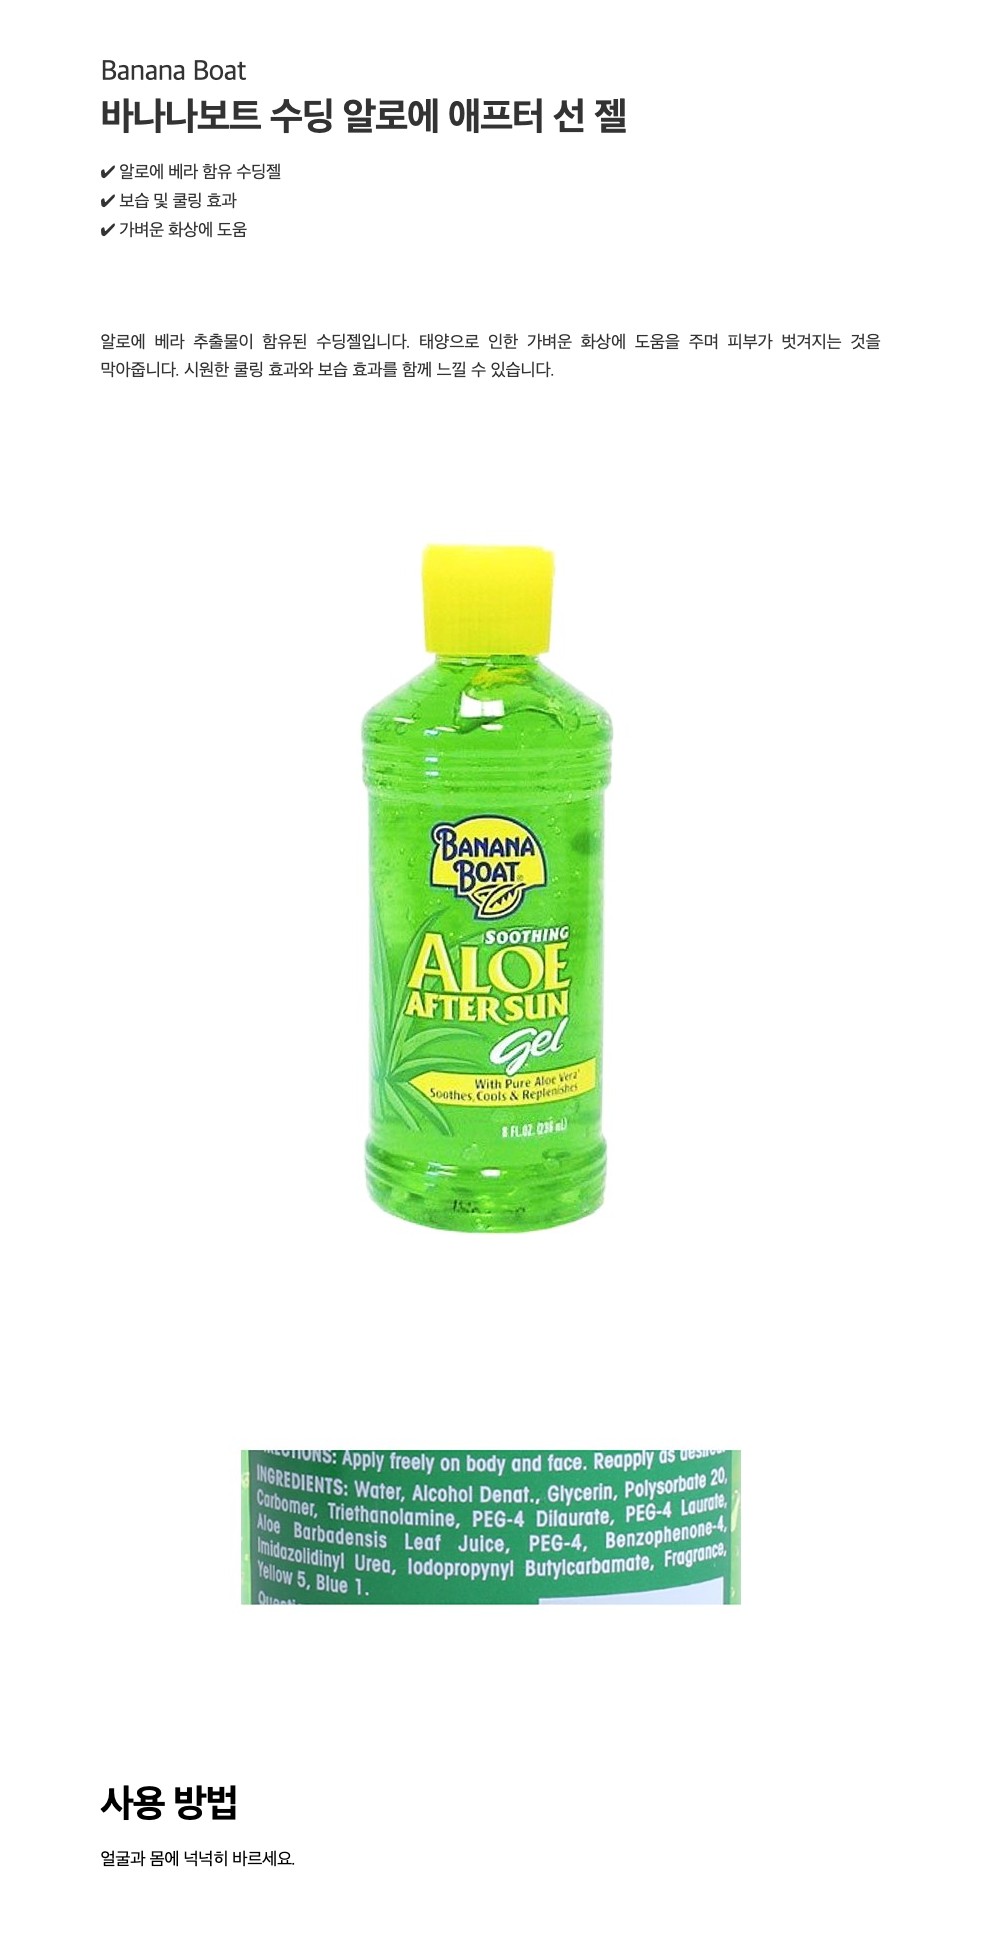 Banana Boat
바나나보트 수딩 알로에 애프터 선 젤
✔ 알로에 베라 함유 수딩젤
✔ 보습 및 쿨링 효과
✔ 가벼운 화상에 도움
알로에 베라 추출물이 함유된 수딩젤입니다. 태양으로 인한 가벼운 화상에 도움을 주며 피부가 벗겨지는 것을
막아줍니다. 시원한 쿨링 효과와 보습 효과를 함께 느낄 수 있습니다.
BANANA
BOAT
SOOTHING
ALOE
AFTER SUN
Gel
With Pure Aloe Vera
Soothes, Cools & Replenishes
8 FL.OZ. (236 mL)
Apply freely on body and face. Reapply as
INGREDIENTS: Water, Alcohol Denat., Glycerin, Polysorbate 20,
Carbomer, Triethanolamine, PEG-4 Dilaurate, PEG-4 Laurate,
Aloe Barbadensis Leaf Juice, PEG-4, Benzophenone-4,
Imidazolidinyl Urea, Iodopropynyl Butylcarbamate, Fragrance,
Yellow 5, Blue 1.
사용 방법
얼굴과 몸에 넉넉히 바르세요.